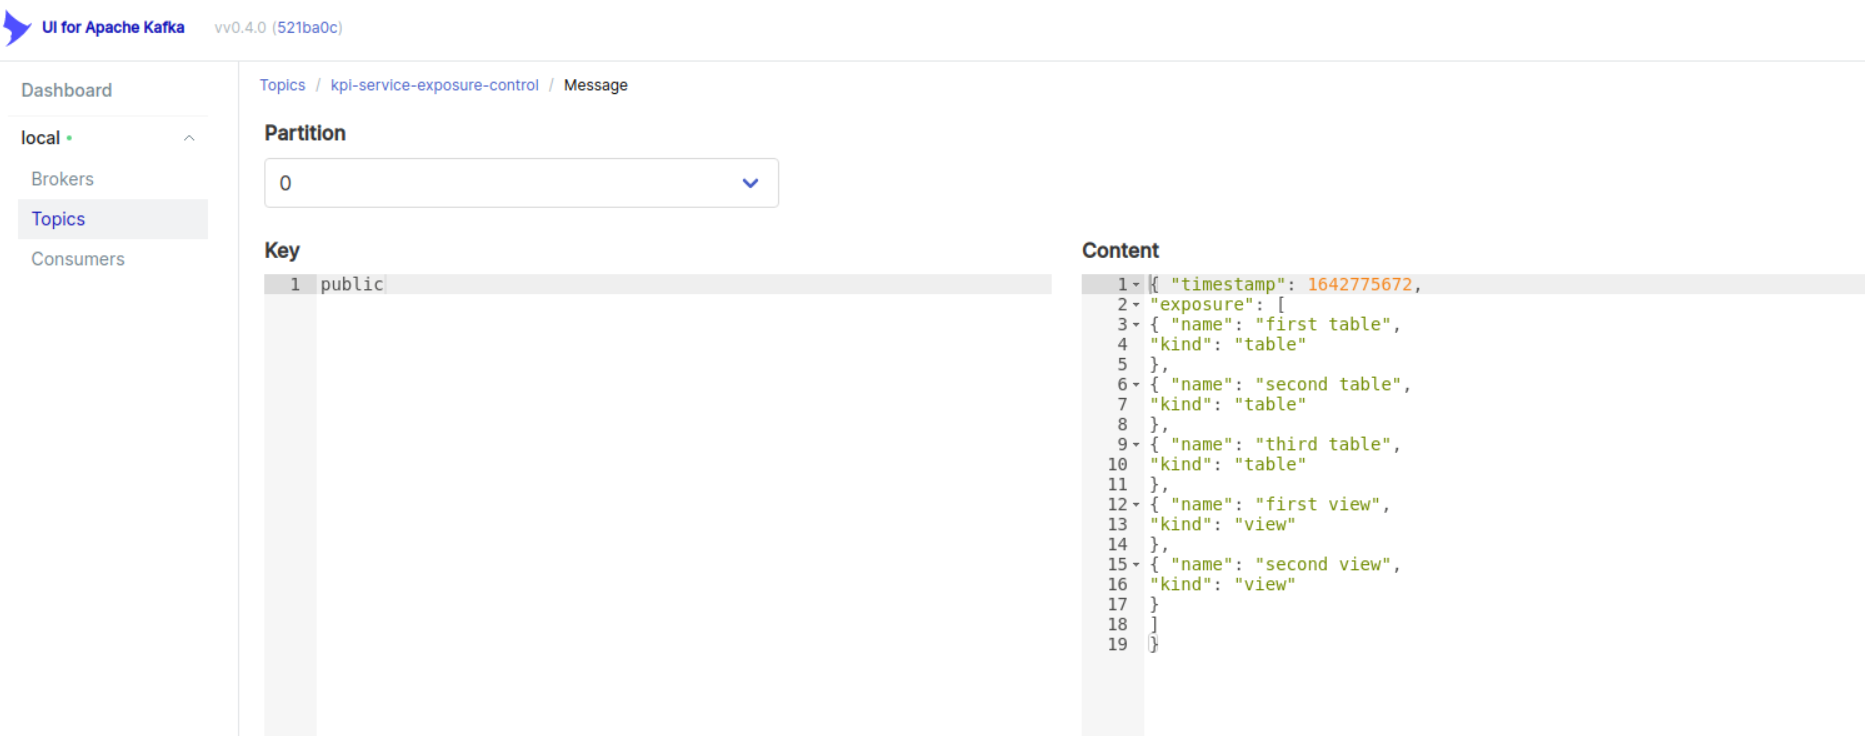 UI for Apache Kafka vv0.4.0 (521ba0c)
Dashboard
local
Brokers
Topics
Consumers
Topics / kpi-service-exposure-control / Message
Partition
0
Key
1 public
Content
1 { "timestamp": 1642775672,
2 "exposure": [
3 { "name": "first table",
4 "kind": "table"
5 },
6 { "name": "second table",
7 "kind": "table"
8 },
9 { "name": "third table",
10 "kind": "table"
11 },
12 { "name": "first view",
13 "kind": "view"
14 },
15 { "name": "second view",
16 "kind": "view"
17 }
18 ]
19 }